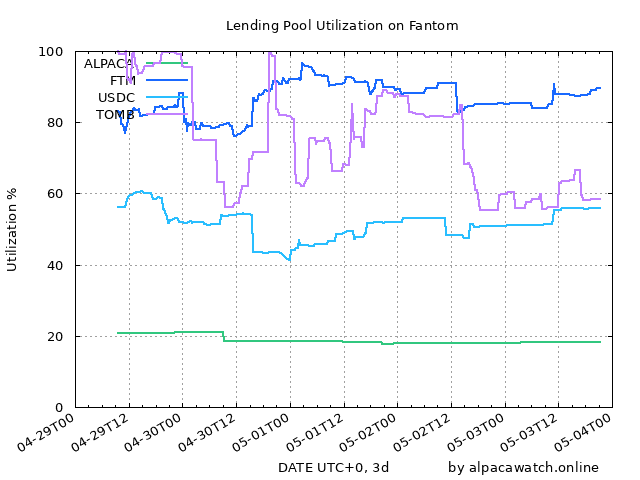 Lending Pool Utilization on Fantom
100
80
60
40
20
0
Utilization %
ALPACA
FTM
USDC
TOMB
04-29T00
04-29T12
04-30T00
04-30T12
05-01T00
05-01T12
05-02T00
05-02T12
05-03T00
05-03T12
05-04T00
DATE UTC+0, 3d
by alpacawatch.online